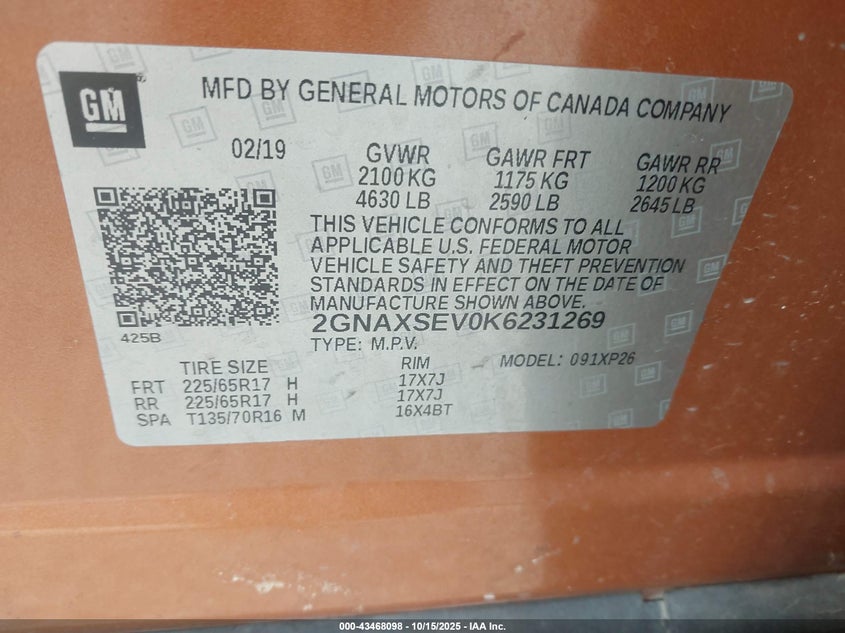 GM
MFD BY GENERAL MOTORS OF CANADA COMPANY
02/19 GVWR GAWR FRT GAWR RR
2100 KG 1175 KG 1200 KG
4630 LB 2590 LB 2645 LB
THIS VEHICLE CONFORMS TO ALL
APPLICABLE U.S. FEDERAL MOTOR
VEHICLE SAFETY AND THEFT PREVENTION
STANDARDS IN EFFECT ON THE DATE OF
MANUFACTURE SHOWN ABOVE.
2GNAXSEV0K6231269
425B
TYPE: M.P.V. MODEL: 091XP26
TIRE SIZE RIM
FRT 225/65R17 H 17X7J
RR 225/65R17 H 17X7J
SPA T135/70R16 M 16X4BT
000-43468098 - 10/15/2025 - IAA Inc.